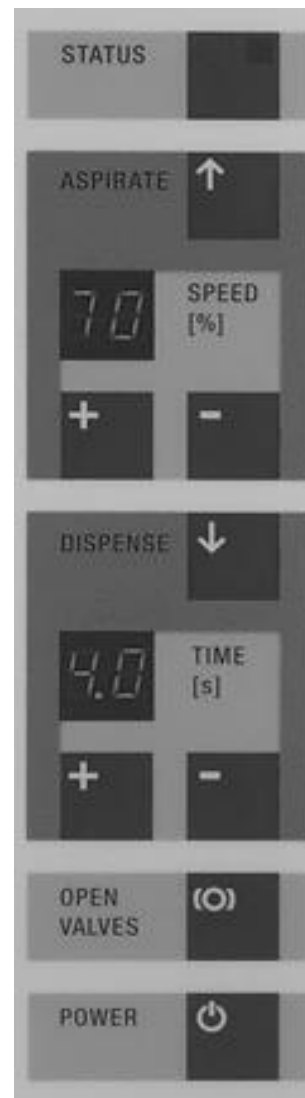 STATUS
ASPIRATE ↑
70 SPEED
[%]
+ -
DISPENSE ↓
4.0 TIME
[s]
+ -
OPEN
VALVES
POWER